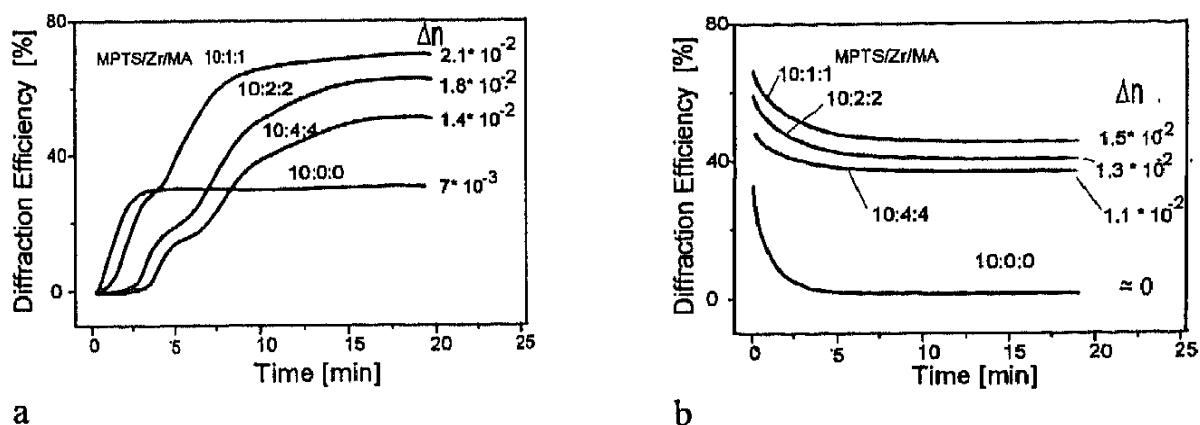 80
Δn
MPTS/Zr/MA 10:1:1
2.1* 10⁻²
10:2:2
1.8* 10⁻²
10:4:4
1.4* 10⁻²
10:0:0
7* 10⁻³
40
0
Diffraction Efficiency [%]
0 5 10 15 20 25
Time [min]
a
80
MPTS/Zr/MA
10:1:1
10:2:2
Δn
1.5* 10⁻²
1.3 * 10²
1.1 * 10⁻²
10:4:4
10:0:0
≈ 0
40
0
Diffraction Efficiency [%]
0 5 10 15 20 25
Time [min]
b